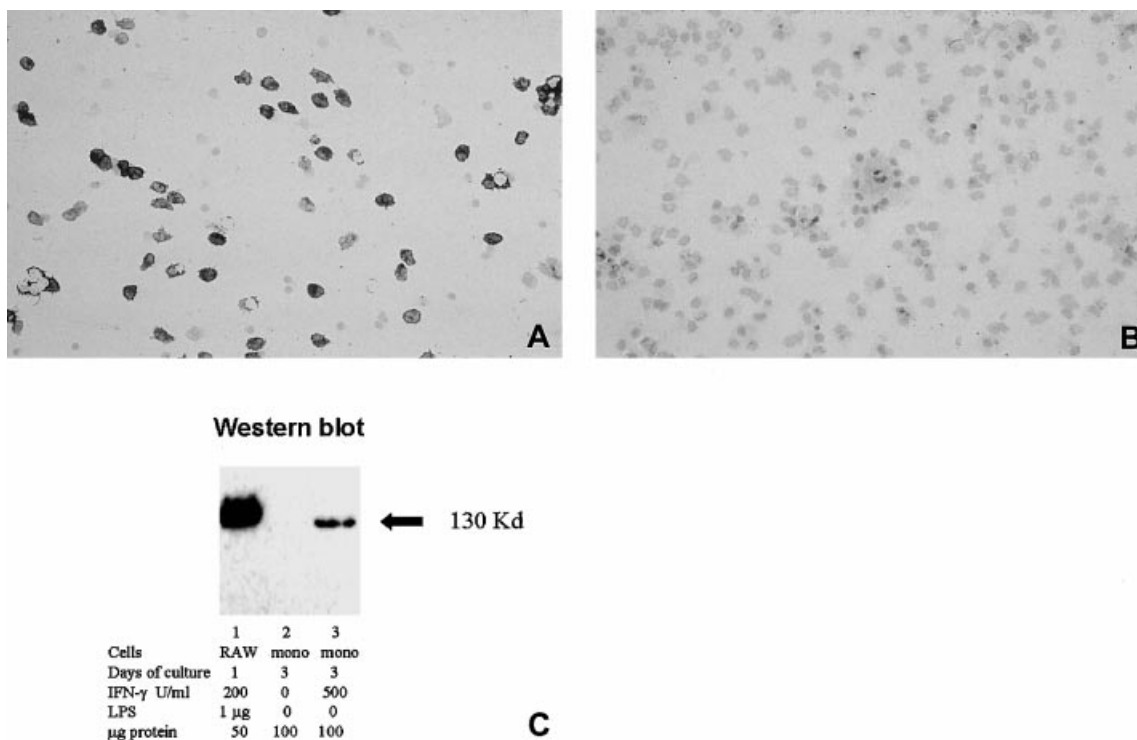 A
B
Western blot
130 Kd
1 2 3
Cells RAW mono mono
Days of culture 1 3 3
IFN-γ U/ml 200 0 500
LPS 1 μg 0 0
μg protein 50 100 100
C